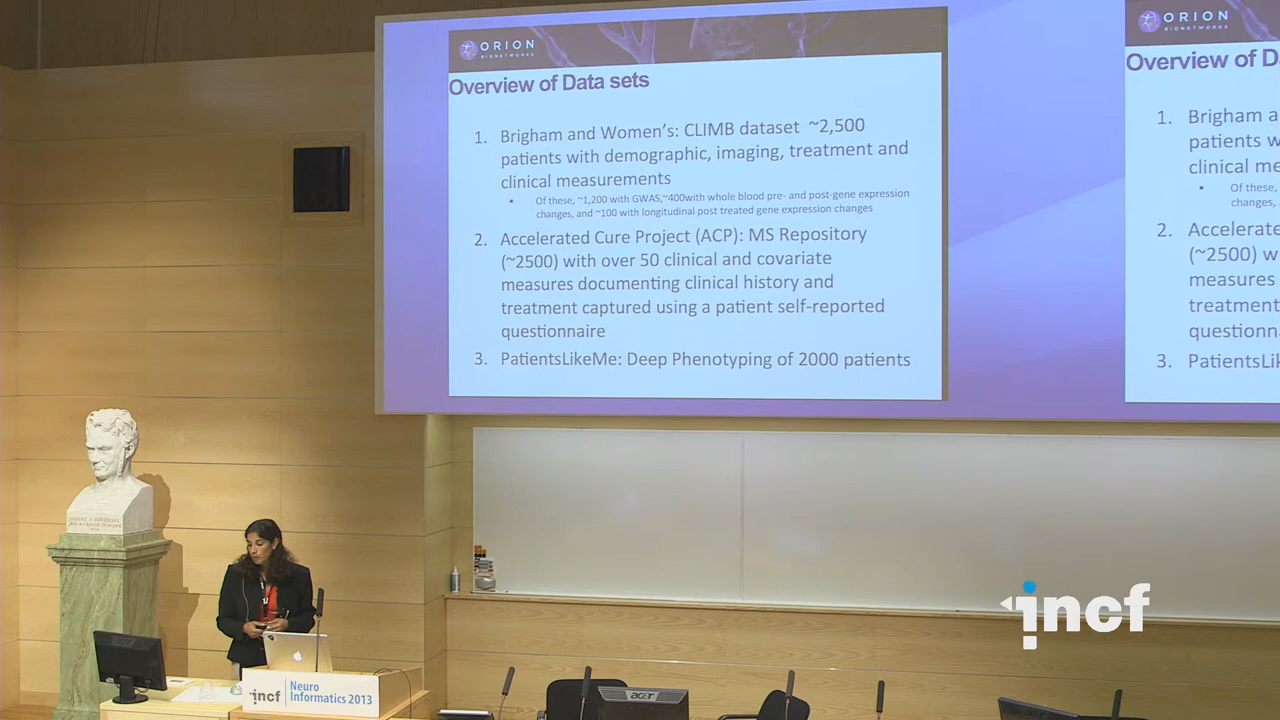 ORION
BIONETWORKS
Overview of Data sets
1. Brigham and Women's: CLIMB dataset ~2,500
patients with demographic, imaging, treatment and
clinical measurements
▪ Of these, ~1,200 with GWAS,~400with whole blood pre- and post-gene expression
changes, and ~100 with longitudinal post treated gene expression changes
2. Accelerated Cure Project (ACP): MS Repository
(~2500) with over 50 clinical and covariate
measures documenting clinical history and
treatment captured using a patient self-reported
questionnaire
3. PatientsLikeMe: Deep Phenotyping of 2000 patients
ORION
BIONETWORKS
Overview of D
1. Brigham a
patients w
clinical me
▪ Of these,
changes, a
2. Accelerate
(~2500) w
measures
treatment
questionn
3. PatientsLik
incf
incf
Neuro
Informatics 2013
acer